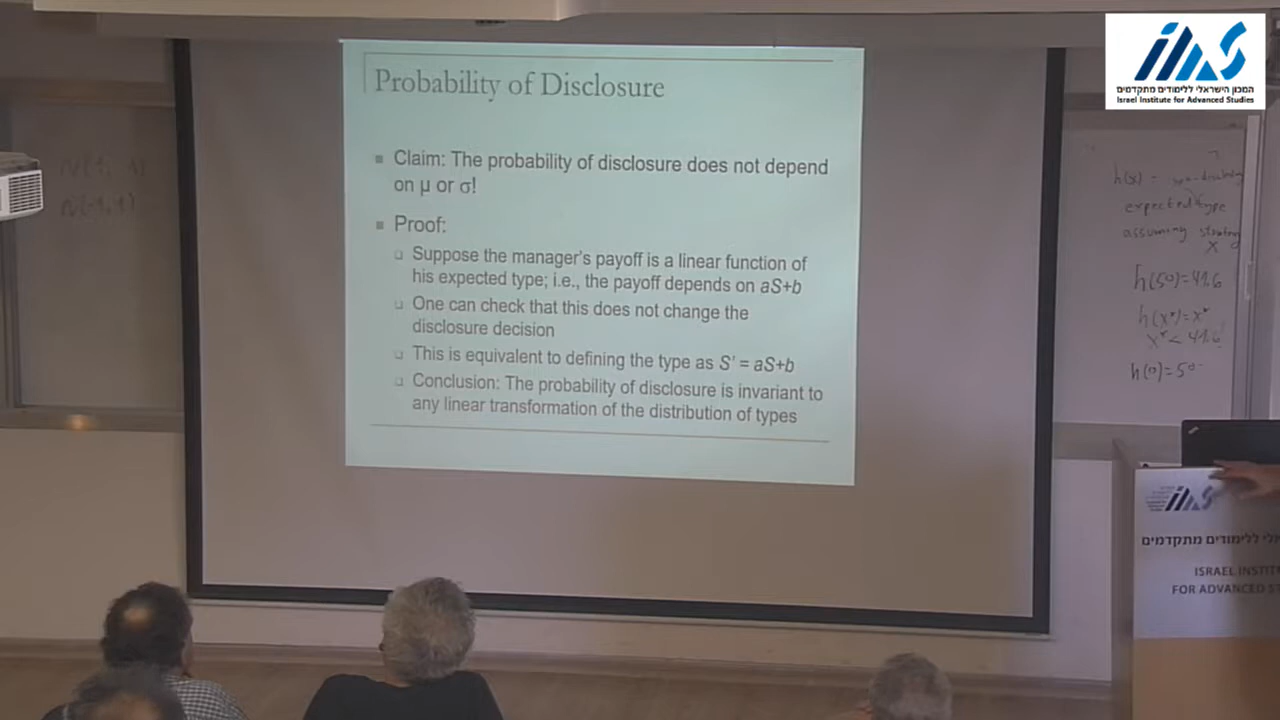 Probability of Disclosure
Claim: The probability of disclosure does not depend
on μ or σ!
Proof:
Suppose the manager's payoff is a linear function of
his expected type; i.e., the payoff depends on aS+b
One can check that this does not change the
disclosure decision
This is equivalent to defining the type as S' = aS+b
Conclusion: The probability of disclosure is invariant to
any linear transformation of the distribution of types
המכון הישראלי ללימודים מתקדמים
Israel Institute for Advanced Studies
h(x) =
expected type
assuming
x
h(50)=41.6
h(x*)=x*
x* < 41.6
h(0)=50
ללימודים מתקדמים
ISRAEL
FOR ADVANCED